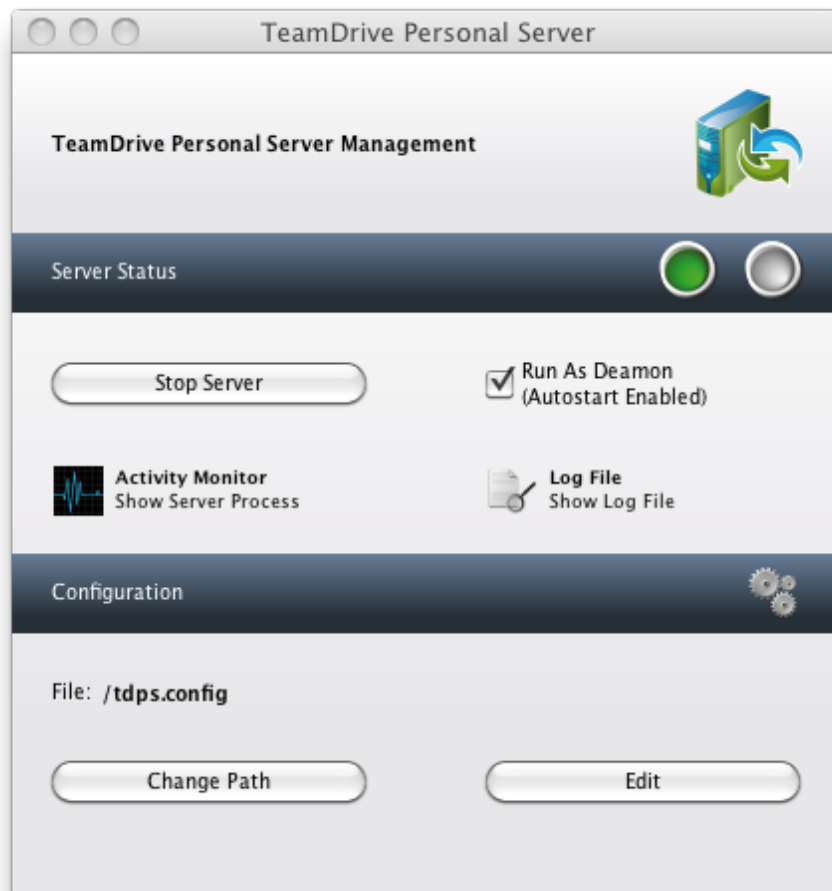 TeamDrive Personal Server
TeamDrive Personal Server Management
Server Status
Stop Server
Run As Deamon
(Autostart Enabled)
Activity Monitor
Show Server Process
Log File
Show Log File
Configuration
File: /tdps.config
Change Path
Edit